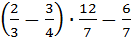 (2/3 − 3/4) · 12/7 − 6/7